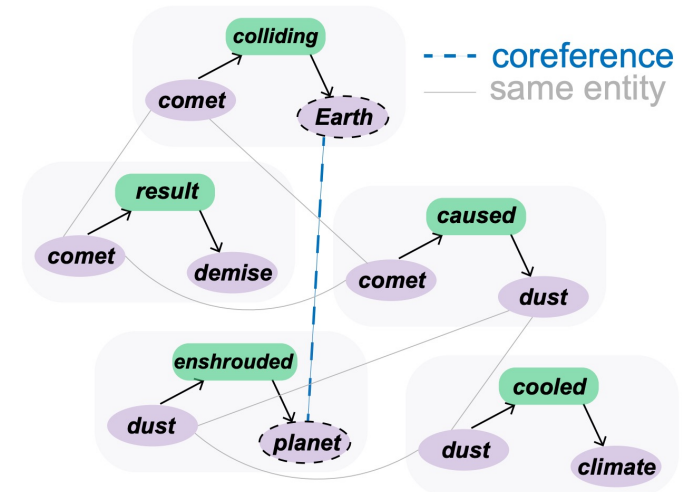 colliding
comet
Earth
coreference
same entity
result
comet
demise
caused
comet
dust
enshrouded
dust
planet
cooled
dust
climate